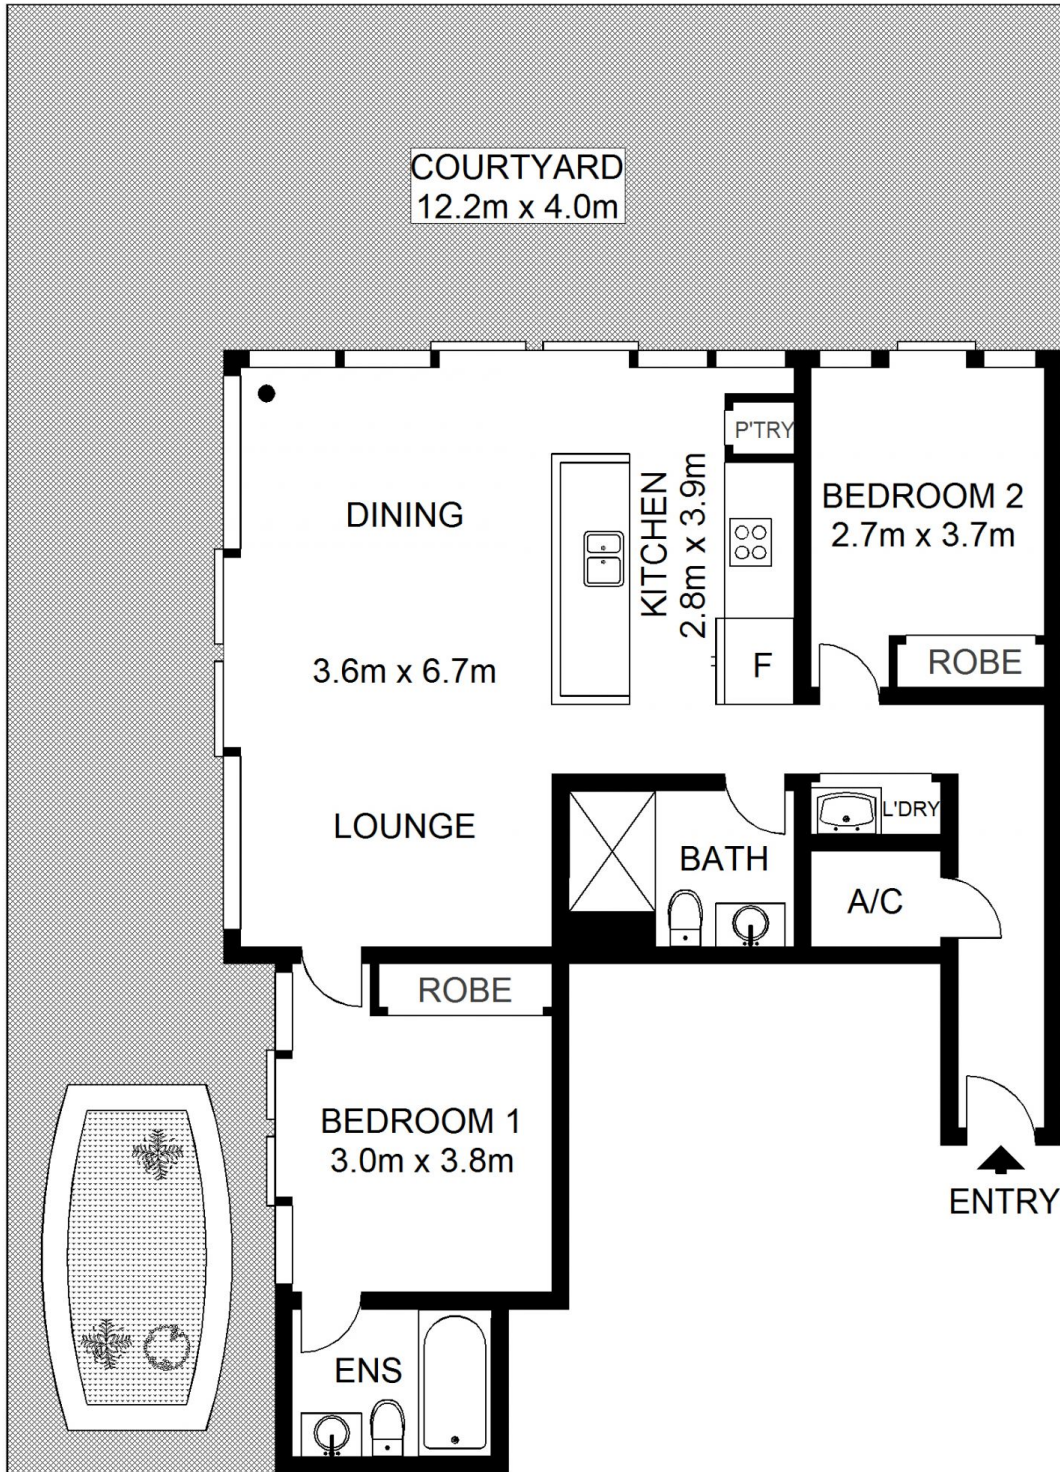 COURTYARD
12.2m x 4.0m
P'TRY
DINING
KITCHEN
2.8m x 3.9m
BEDROOM 2
2.7m x 3.7m
3.6m x 6.7m
F
ROBE
LOUNGE
BATH
L'DRY
A/C
ROBE
BEDROOM 1
3.0m x 3.8m
ENTRY
ENS